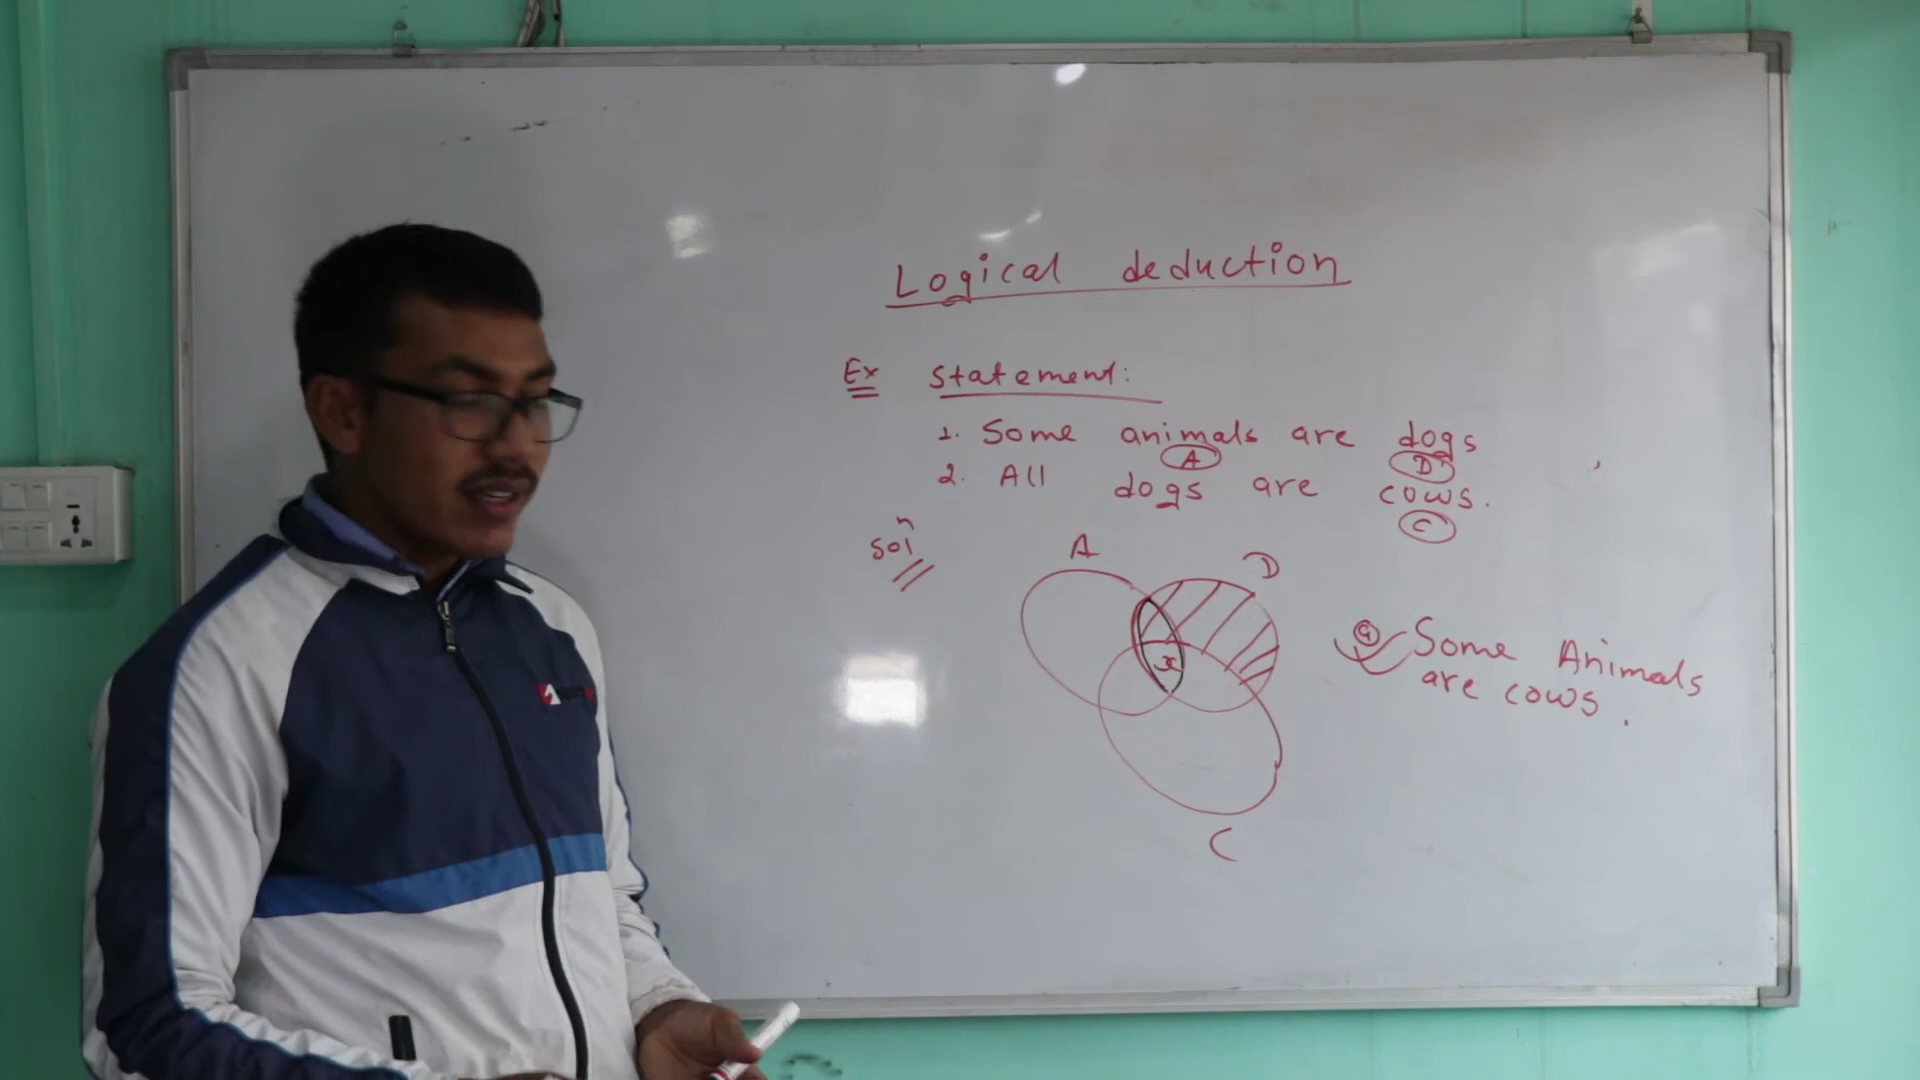 Logical deduction
Ex Statement:
1. Some animals are dogs
A D
2. All dogs are cows.
C
Solⁿ
A D
x
a Some Animals
are cows.
C